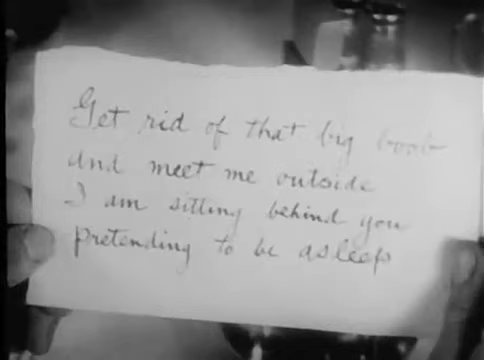 Get rid of that big boob
and meet me outside
I am sitting behind you
pretending to be asleep